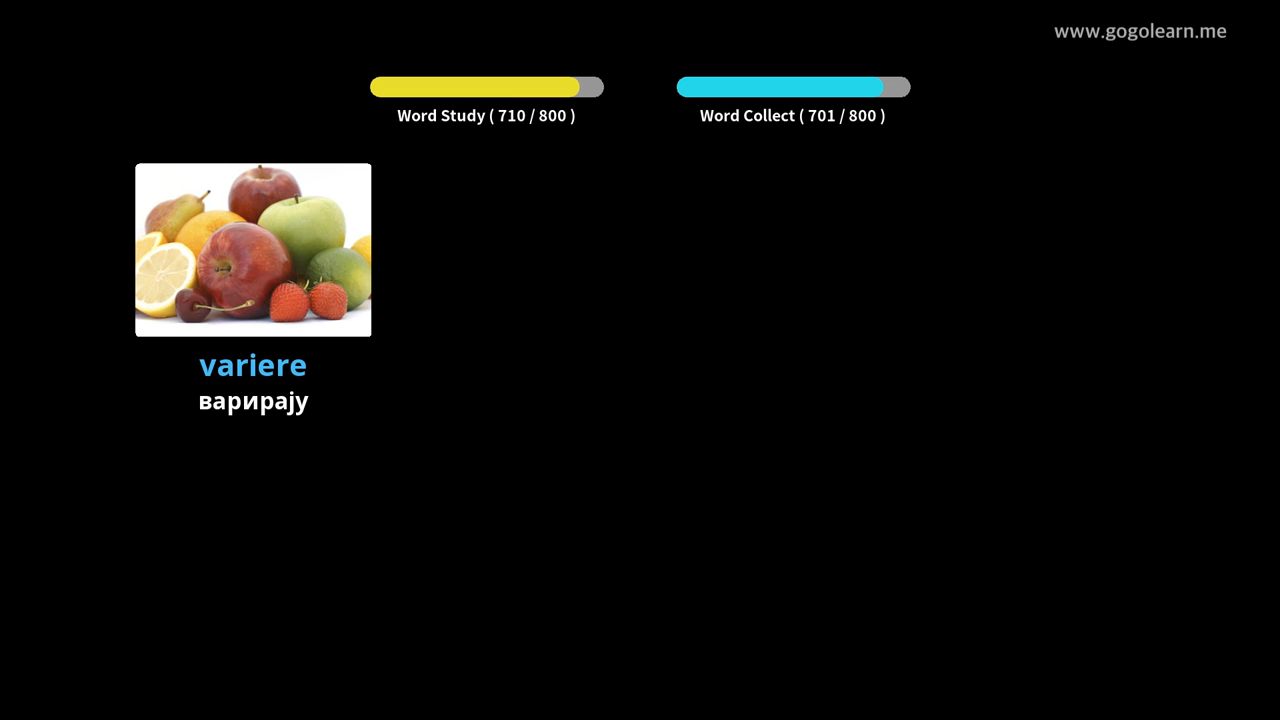 www.gogolearn.me
Word Study ( 710 / 800 )
Word Collect ( 701 / 800 )
variere
варирају